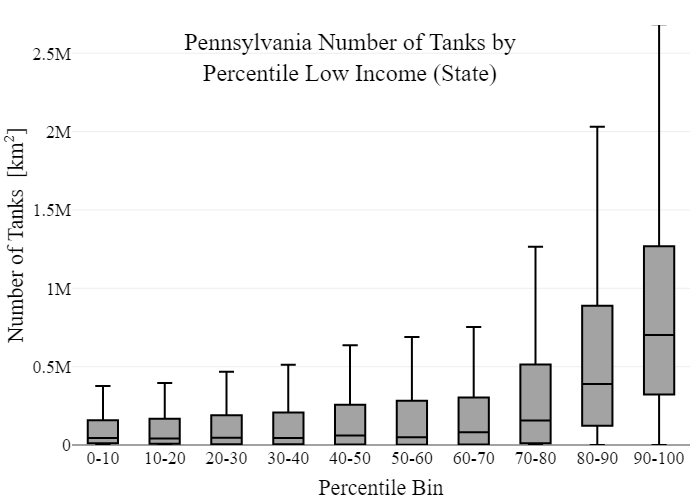 Pennsylvania Number of Tanks by
Percentile Low Income (State)
Number of Tanks [km²]
2.5M
2M
1.5M
1M
0.5M
0
0-10 10-20 20-30 30-40 40-50 50-60 60-70 70-80 80-90 90-100
Percentile Bin